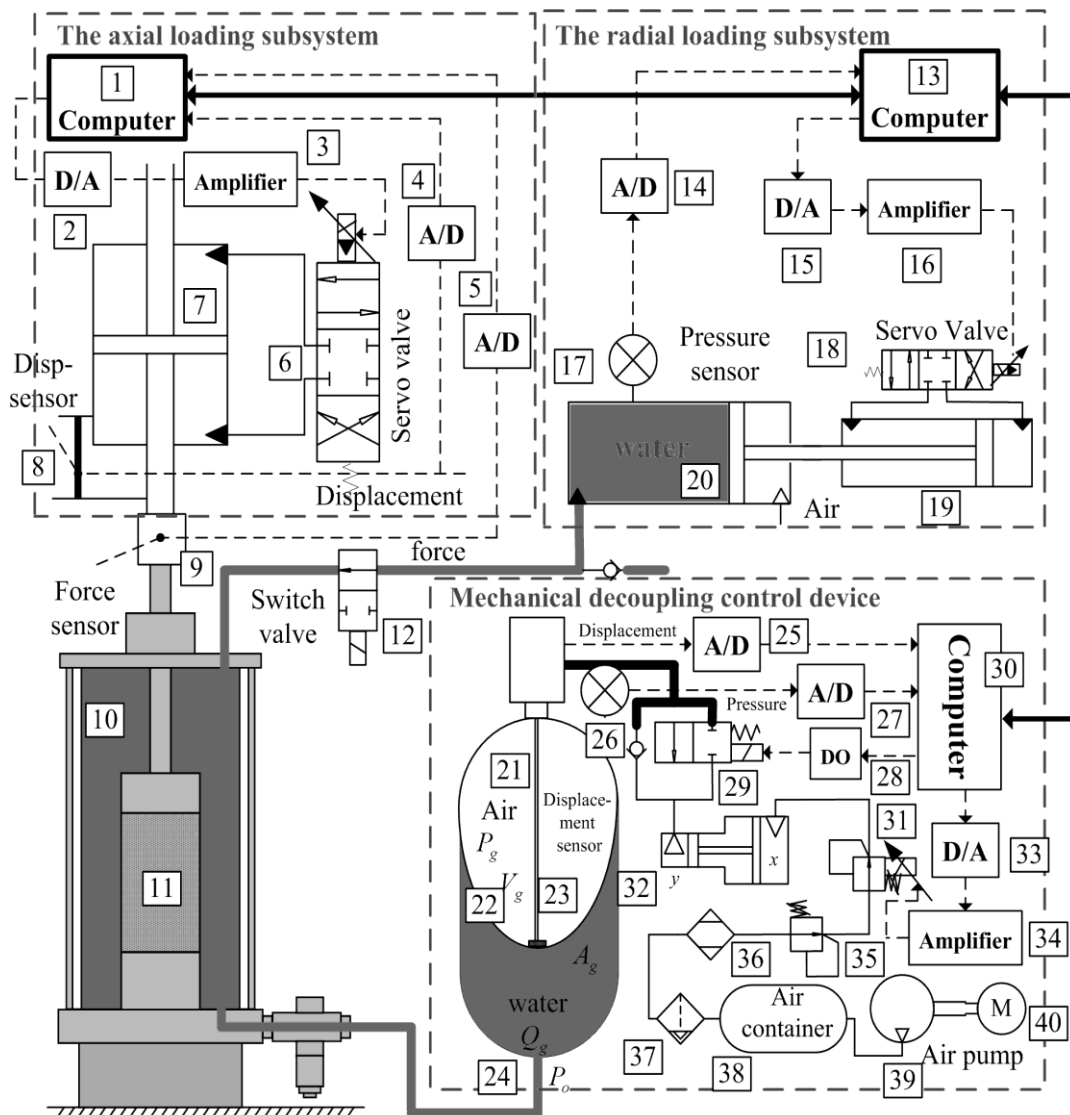 The axial loading subsystem
1
Computer
D/A
2
Amplifier
3
4
A/D
5
A/D
6
7
Servo valve
Disp-
sensor
8
Displacement
9
Force
sensor
force
Switch
valve
12
10
11
The radial loading subsystem
13
Computer
A/D
14
D/A
15
Amplifier
16
17
Pressure
sensor
18
Servo Valve
water
20
Air
19
Mechanical decoupling control device
Displacement
A/D
25
Computer
30
Pressure
A/D
27
26
DO
28
29
21
Air
P_g
V_g
22
23
Displace-
ment
sensor
32
y
x
31
D/A
33
Amplifier
34
35
36
A_g
water
Q_g
24
P_o
37
Air
container
38
Air pump
39
M
40